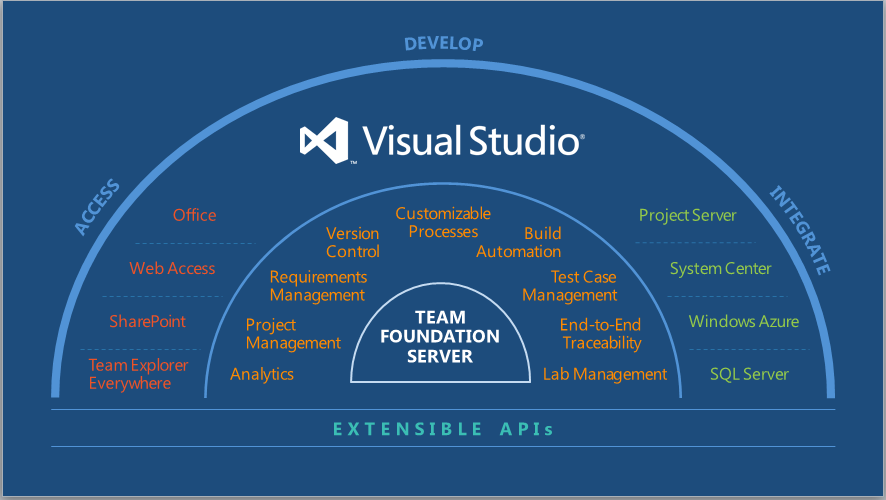 DEVELOP
ACCESS
INTEGRATE
Visual Studio®
™
Office
Web Access
SharePoint
Team Explorer
Everywhere
Customizable
Processes
Version
Control
Requirements
Management
Project
Management
Analytics
Build
Automation
Test Case
Management
End-to-End
Traceability
Lab Management
TEAM
FOUNDATION
SERVER
Project Server
System Center
Windows Azure
SQL Server
EXTENSIBLE APIs